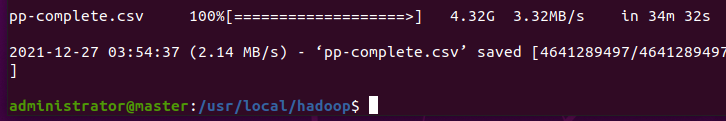 pp-complete.csv     100%[===================>]   4.32G  3.32MB/s    in 34m 32s
2021-12-27 03:54:37 (2.14 MB/s) - ‘pp-complete.csv’ saved [4641289497/4641289497
]
administrator@master:/usr/local/hadoop$